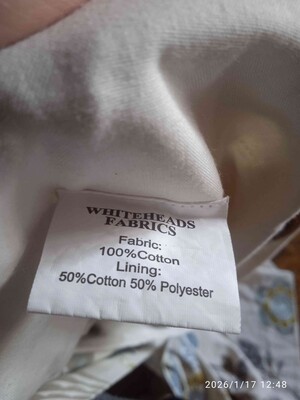 WHITEHEADS
FABRICS
Fabric:
100%Cotton
Lining:
50%Cotton 50% Polyester
2026/1/17 12:48